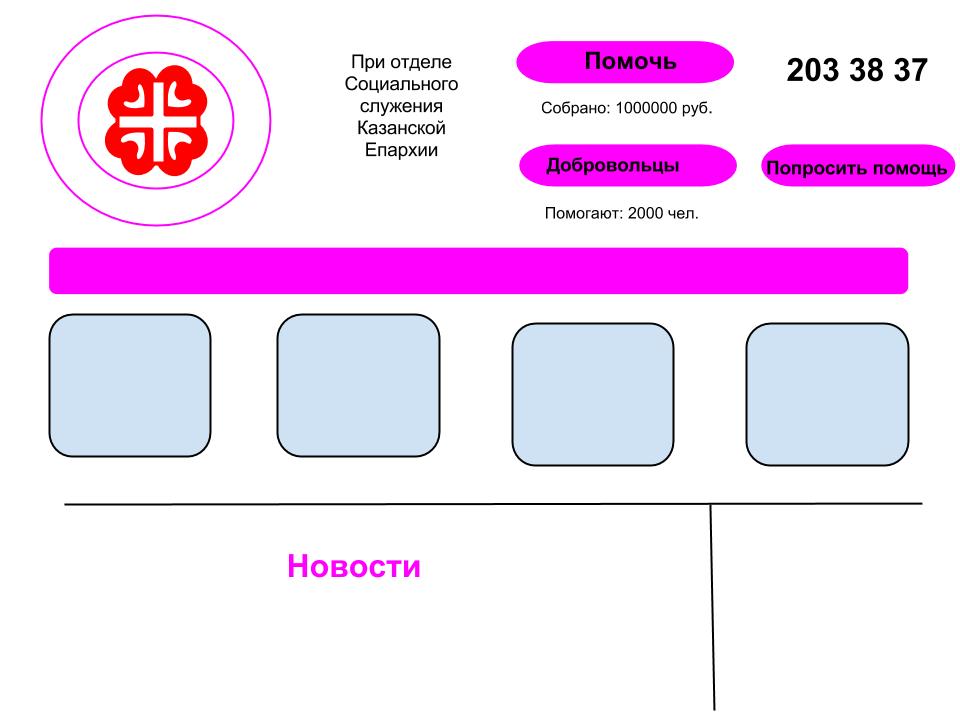 При отделе
Социального
служения
Казанской
Епархии
Помочь
Собрано: 1000000 руб.
203 38 37
Добровольцы
Помогают: 2000 чел.
Попросить помощь
Новости